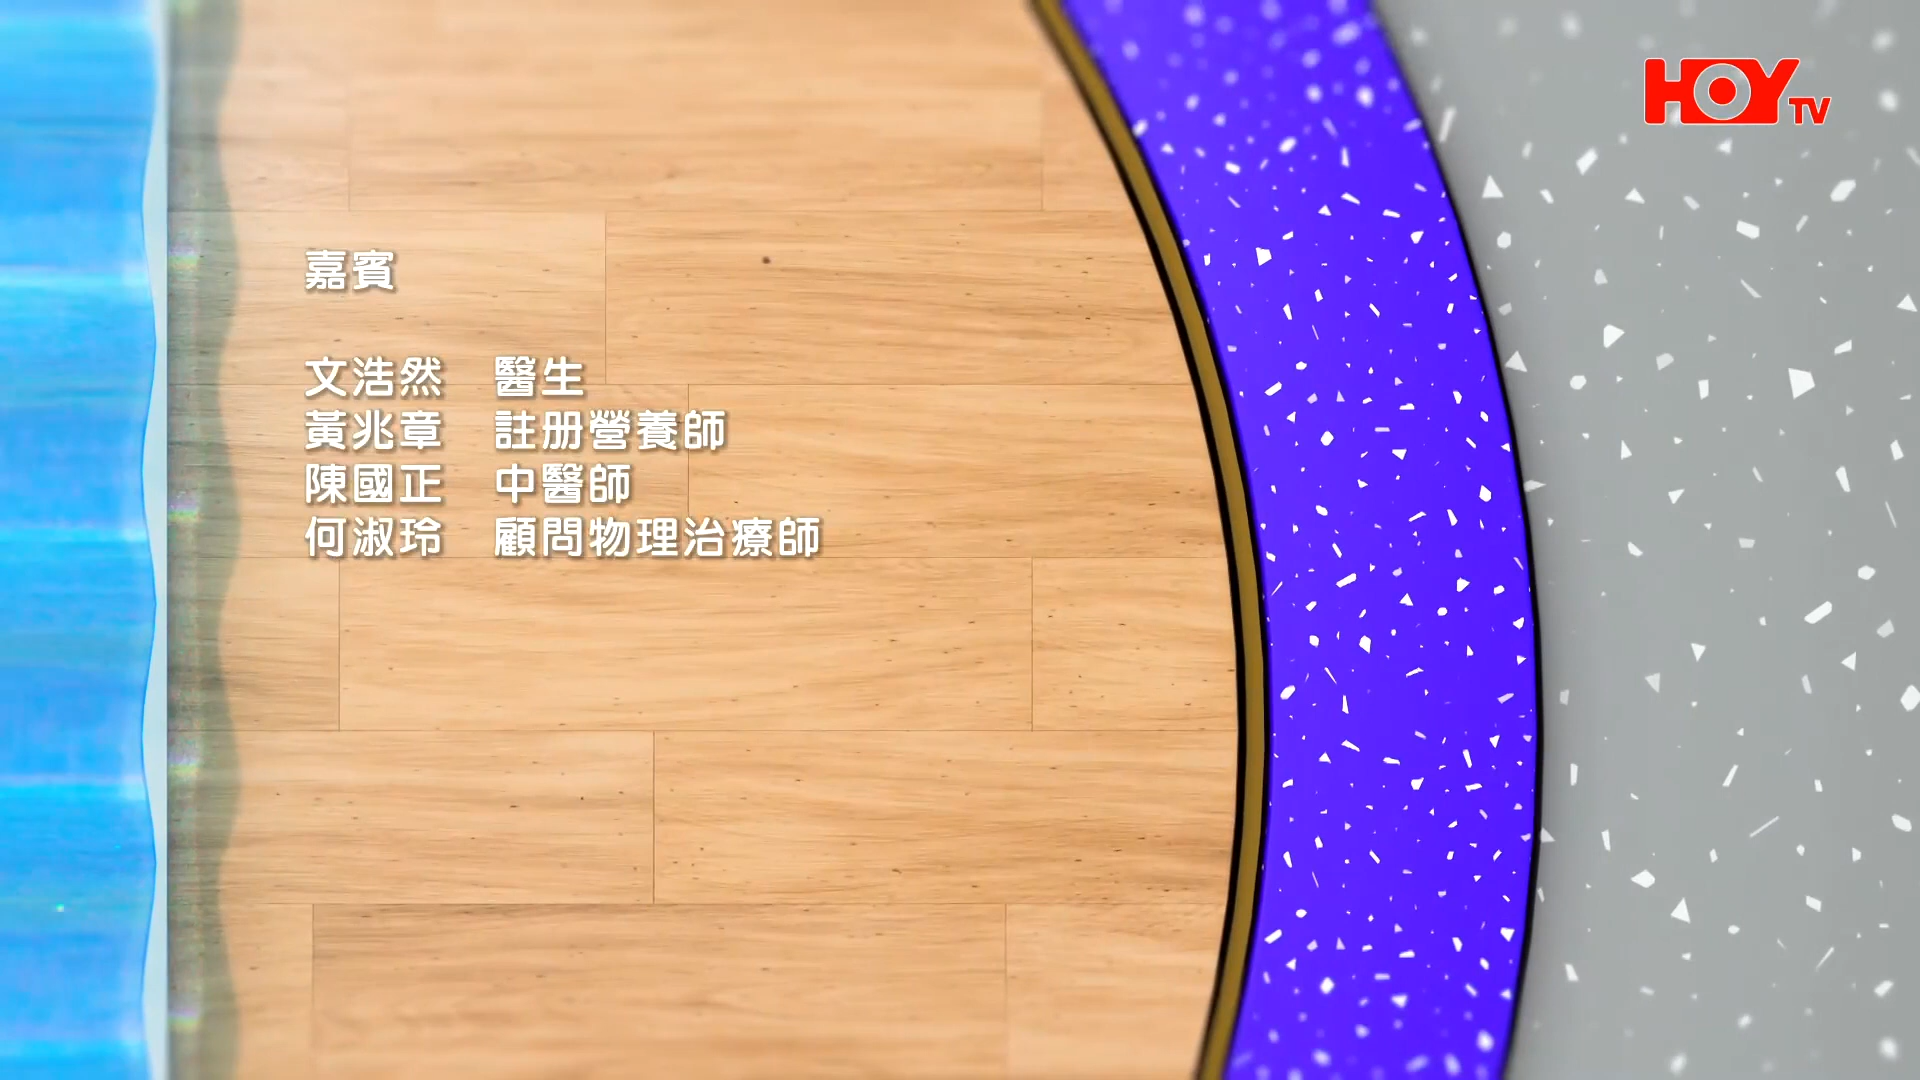 HOY TV
嘉賓
文浩然 醫生
黃兆章 註册營養師
陳國正 中醫師
何淑玲 顧問物理治療師